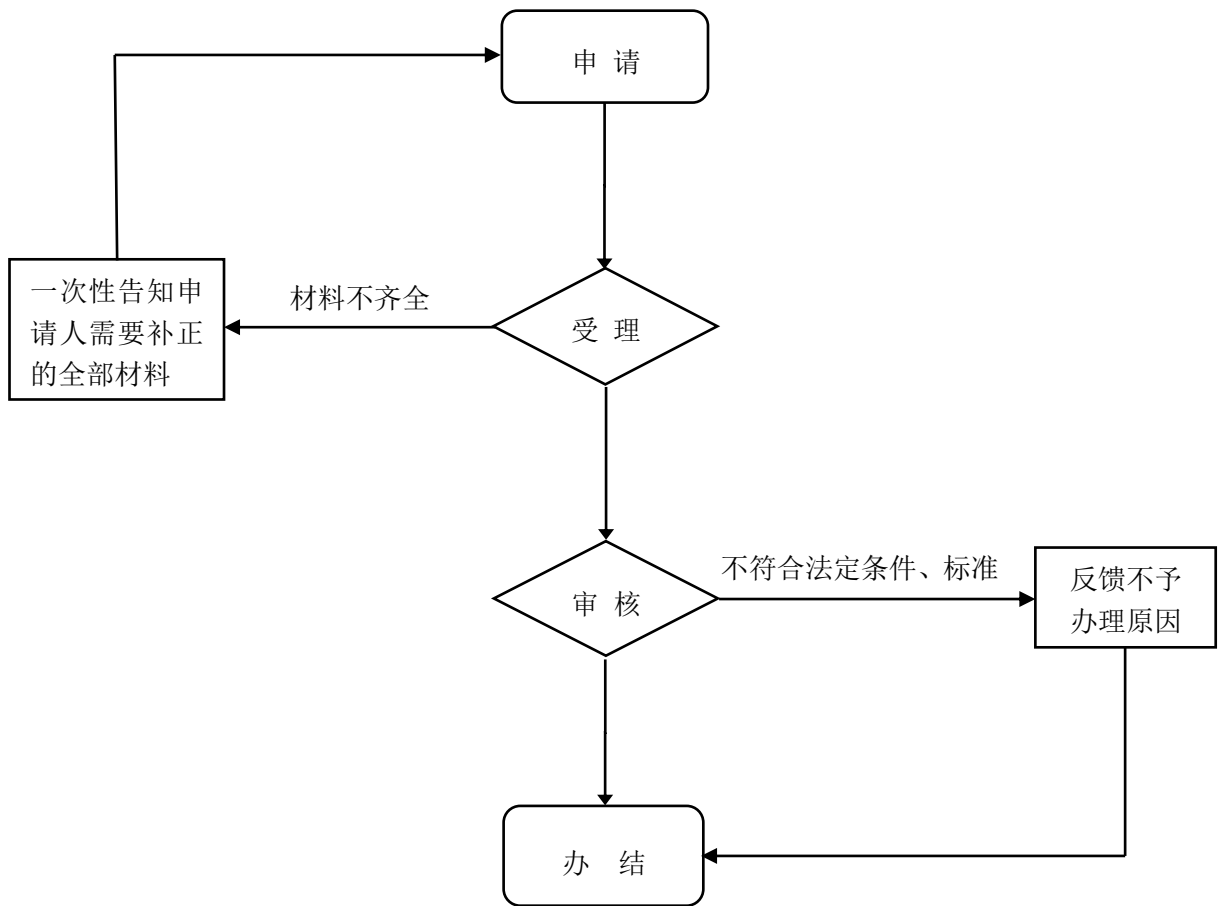 申 请
材料不齐全
一次性告知申
请人需要补正
的全部材料
受 理
不符合法定条件、标准
审 核
反馈不予
办理原因
办 结